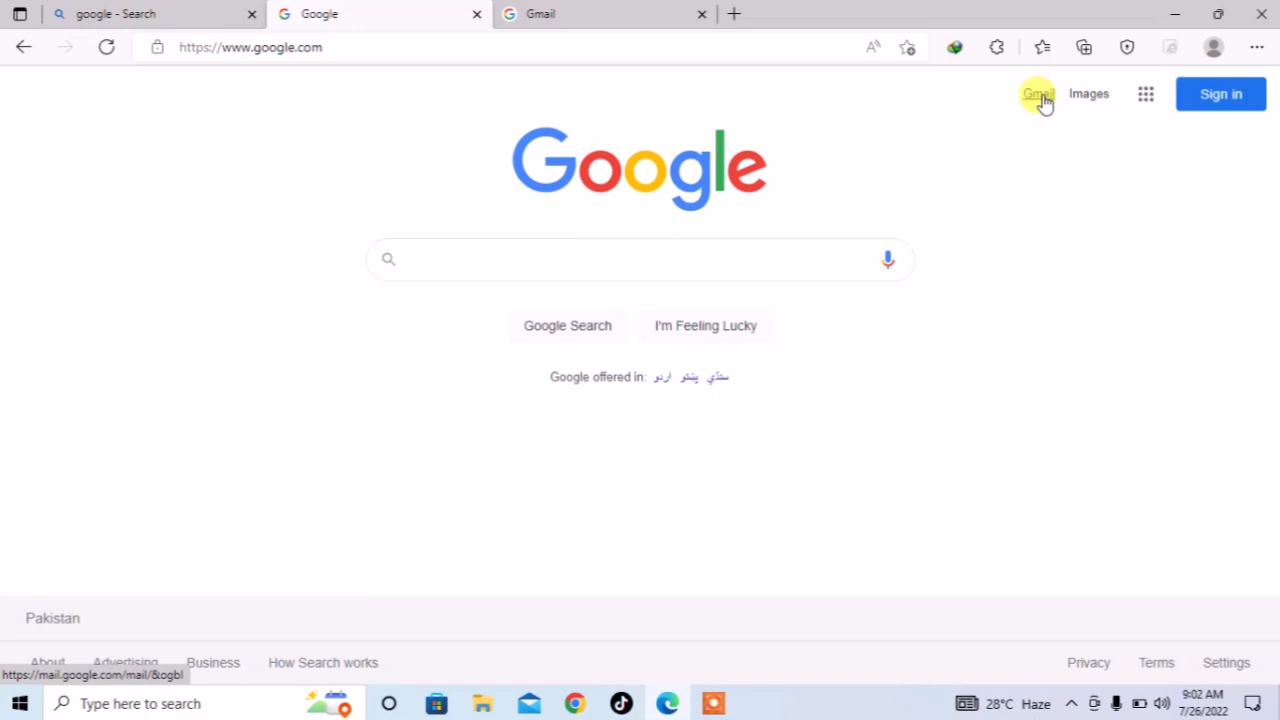 google - Search
Google
Gmail
https://www.google.com
Gmail
Images
Sign in
Google
Google Search
I'm Feeling Lucky
Google offered in: اردو پښتو سنڌي
Pakistan
About
Advertising
Business
How Search works
Privacy
Terms
Settings
https://mail.google.com/mail/&ogbl
Type here to search
28°C Haze
9:02 AM
7/26/2022